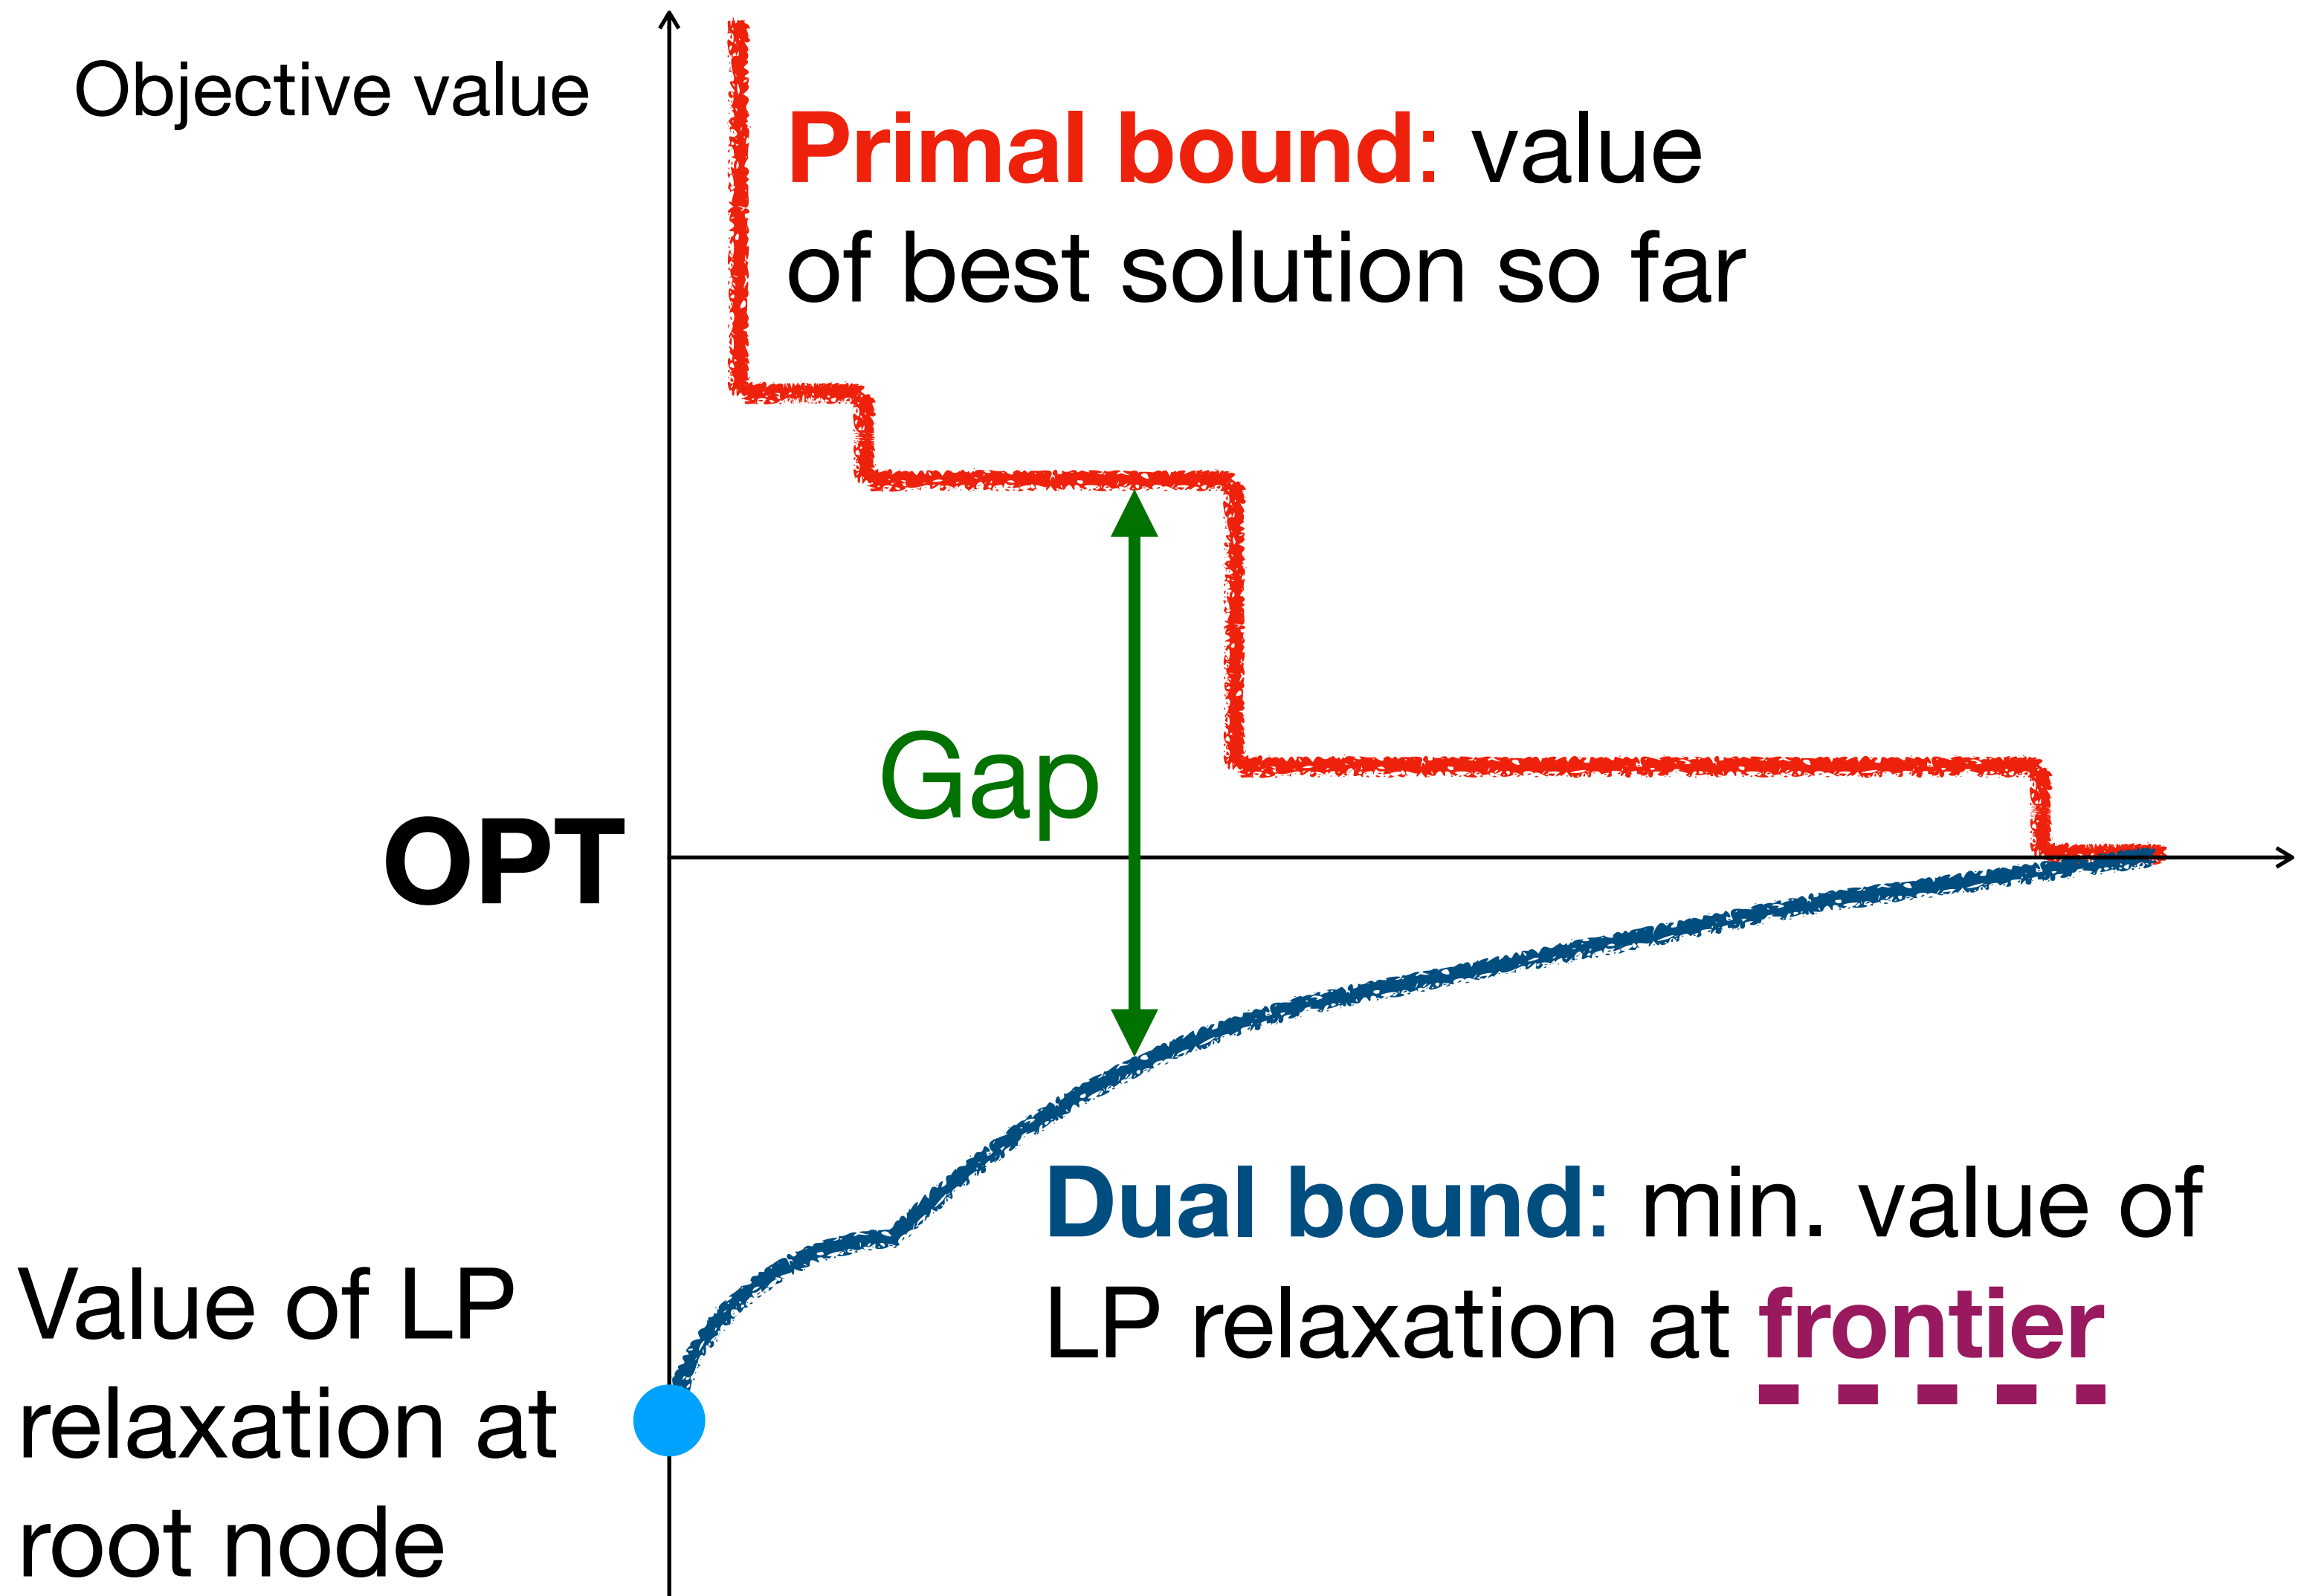 Objective value
Primal bound: value
of best solution so far
Gap
OPT
Dual bound: min. value of
LP relaxation at frontier
Value of LP
relaxation at
root node